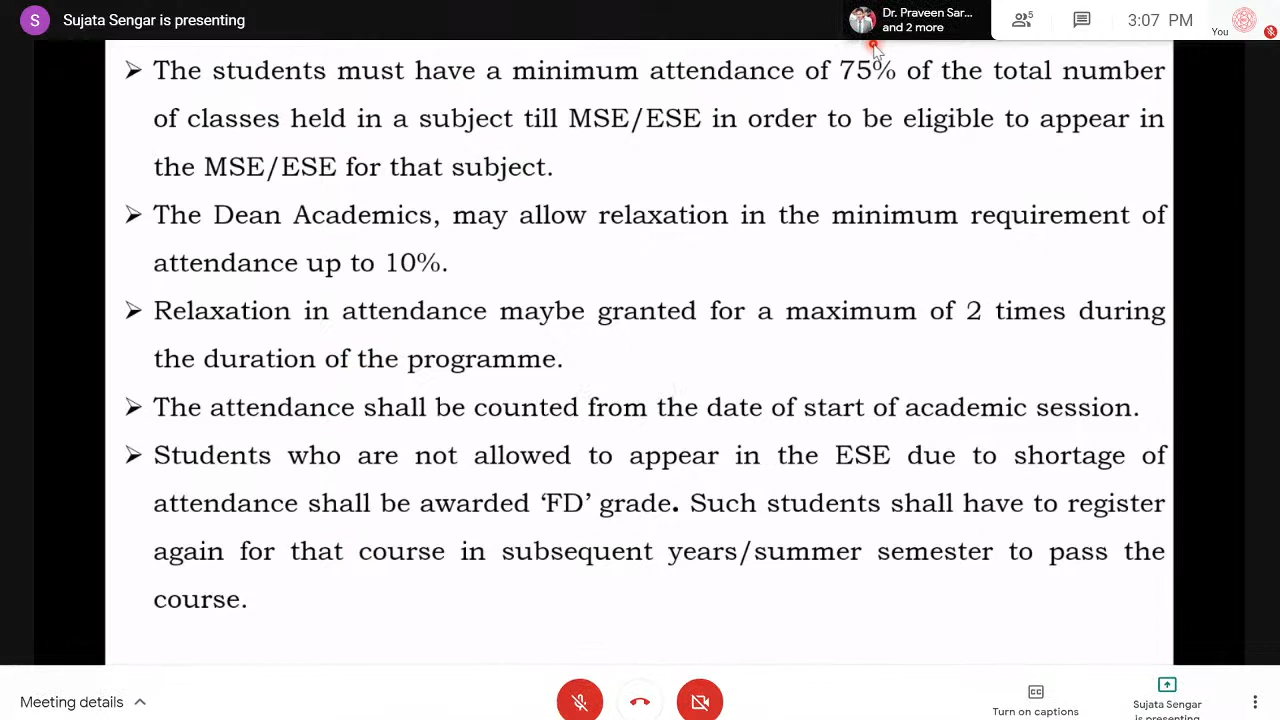 S Sujata Sengar is presenting
Dr. Praveen Sar...
and 2 more
5
3:07 PM
You
➢ The students must have a minimum attendance of 75% of the total number
of classes held in a subject till MSE/ESE in order to be eligible to appear in
the MSE/ESE for that subject.
➢ The Dean Academics, may allow relaxation in the minimum requirement of
attendance up to 10%.
➢ Relaxation in attendance maybe granted for a maximum of 2 times during
the duration of the programme.
➢ The attendance shall be counted from the date of start of academic session.
➢ Students who are not allowed to appear in the ESE due to shortage of
attendance shall be awarded ‘FD’ grade. Such students shall have to register
again for that course in subsequent years/summer semester to pass the
course.
Meeting details
CC
Turn on captions
Sujata Sengar
is presenting